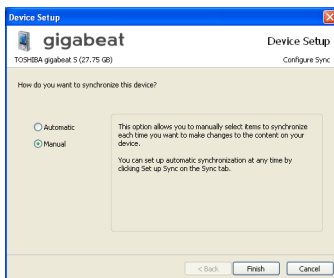 Device Setup
gigabeat
Device Setup
TOSHIBA gigabeat S (27.75 GB)
Configure Sync
How do you want to synchronize this device?
Automatic
Manual
This option allows you to manually select items to synchronize
each time you want to make changes to the content on your
device.
You can set up automatic synchronization at any time by
clicking Set up Sync on the Sync tab.
< Back
Finish
Cancel